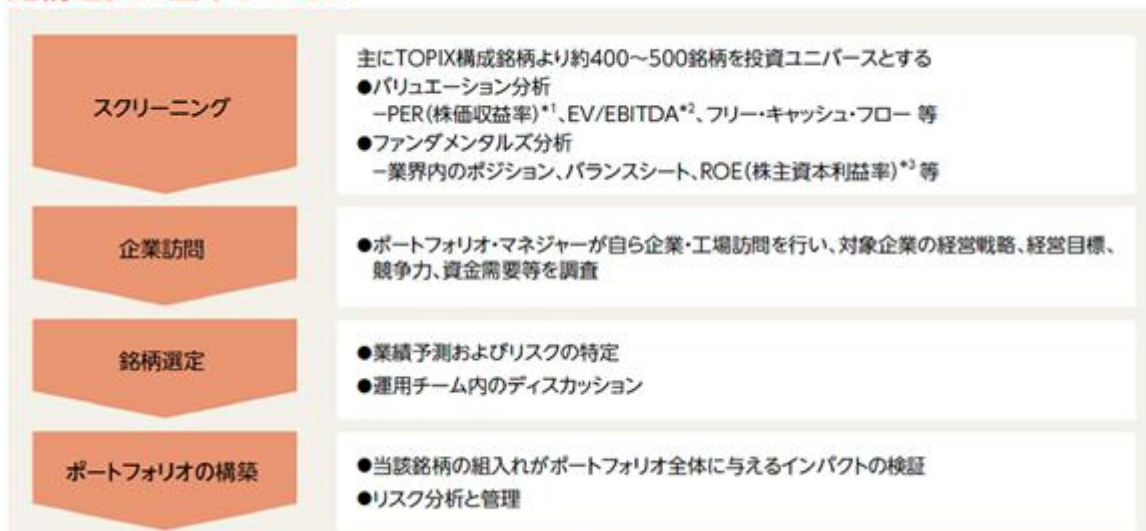 スクリーニング
主にTOPIX構成銘柄より約400～500銘柄を投資ユニバースとする
●バリュエーション分析
−PER(株価収益率)*1、EV/EBITDA*2、フリー・キャッシュ・フロー 等
●ファンダメンタルズ分析
−業界内のポジション、バランスシート、ROE(株主資本利益率)*3 等
企業訪問
●ポートフォリオ・マネジャーが自ら企業・工場訪問を行い、対象企業の経営戦略、経営目標、
競争力、資金需要等を調査
銘柄選定
●業績予測およびリスクの特定
●運用チーム内のディスカッション
ポートフォリオの構築
●当該銘柄の組入れがポートフォリオ全体に与えるインパクトの検証
●リスク分析と管理